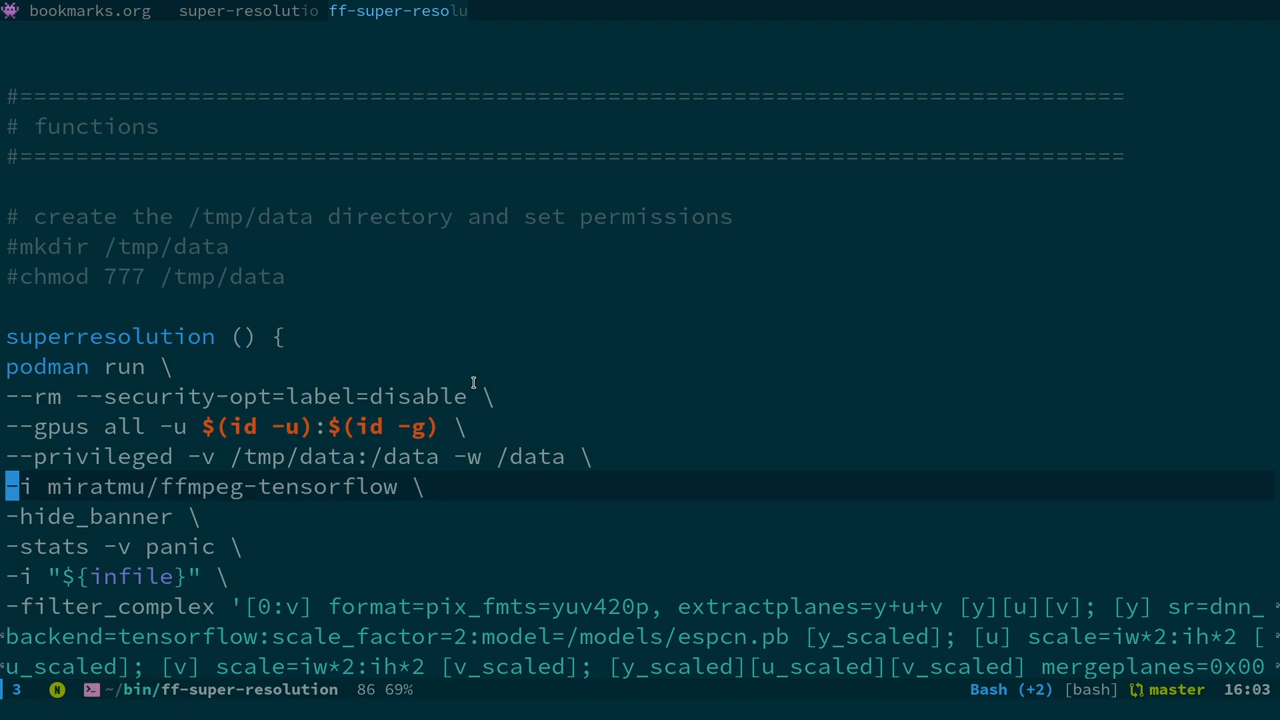 bookmarks.org super-resolutio ff-super-resolu
#===============================================================================
# functions
#===============================================================================
# create the /tmp/data directory and set permissions
#mkdir /tmp/data
#chmod 777 /tmp/data
superresolution () {
podman run \
--rm --security-opt=label=disable \
--gpus all -u $(id -u):$(id -g) \
--privileged -v /tmp/data:/data -w /data \
-i miratmu/ffmpeg-tensorflow \
-hide_banner \
-stats -v panic \
-i "${infile}" \
-filter_complex '[0:v] format=pix_fmts=yuv420p, extractplanes=y+u+v [y][u][v]; [y] sr=dnn_
backend=tensorflow:scale_factor=2:model=/models/espcn.pb [y_scaled]; [u] scale=iw*2:ih*2 [
u_scaled]; [v] scale=iw*2:ih*2 [v_scaled]; [y_scaled][u_scaled][v_scaled] mergeplanes=0x00
3 N ~/bin/ff-super-resolution 86 69% Bash (+2) [bash] master 16:03